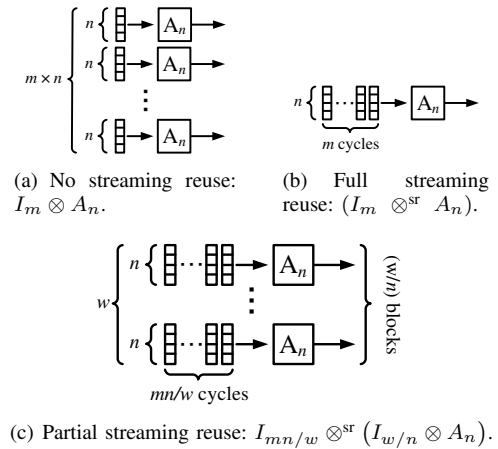 n
A_n
m × n
n
A_n
n
A_n
(a) No streaming reuse:
I_m ⊗ A_n.
n
A_n
m cycles
(b) Full streaming
reuse: (I_m ⊗^sr A_n).
n
A_n
w
n
A_n
(w/n) blocks
mn/w cycles
(c) Partial streaming reuse: I_{mn/w} ⊗^sr (I_{w/n} ⊗ A_n).